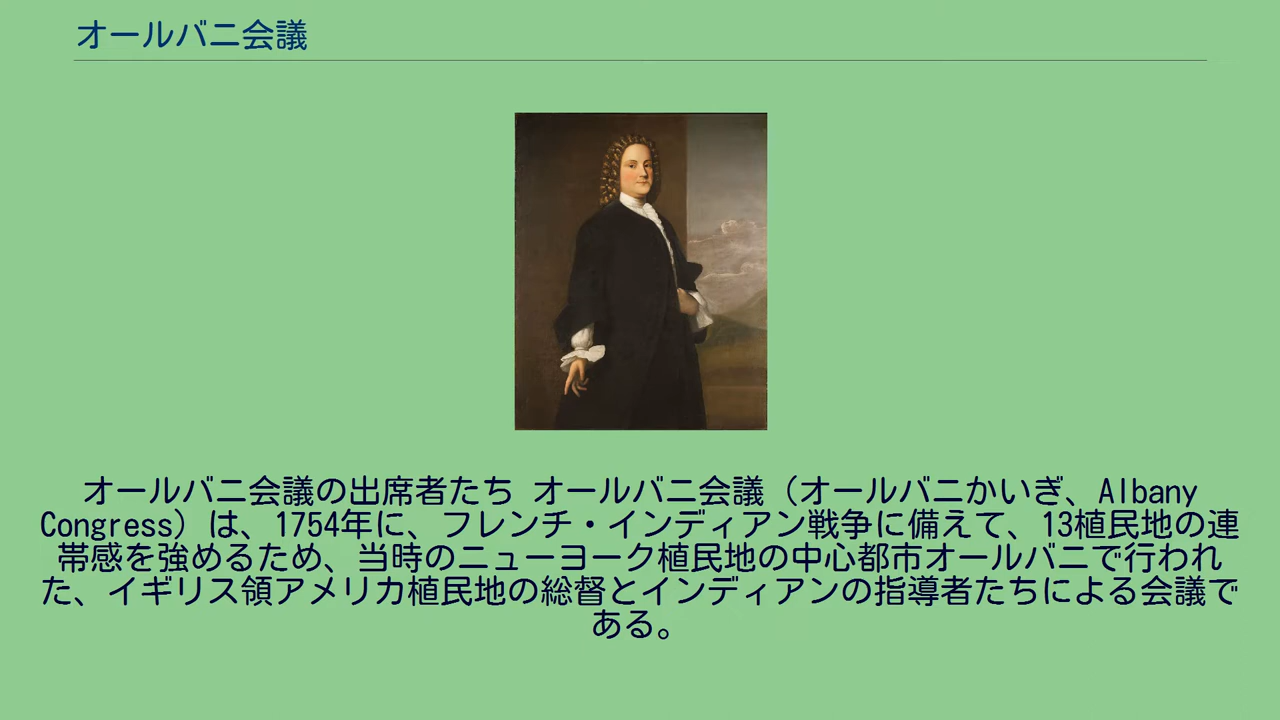 オールバニ会議
オールバニ会議の出席者たち オールバニ会議（オールバニかいぎ、Albany
Congress）は、1754年に、フレンチ・インディアン戦争に備えて、13植民地の連
帯感を強めるため、当時のニューヨーク植民地の中心都市オールバニで行われ
た、イギリス領アメリカ植民地の総督とインディアンの指導者たちによる会議で
ある。